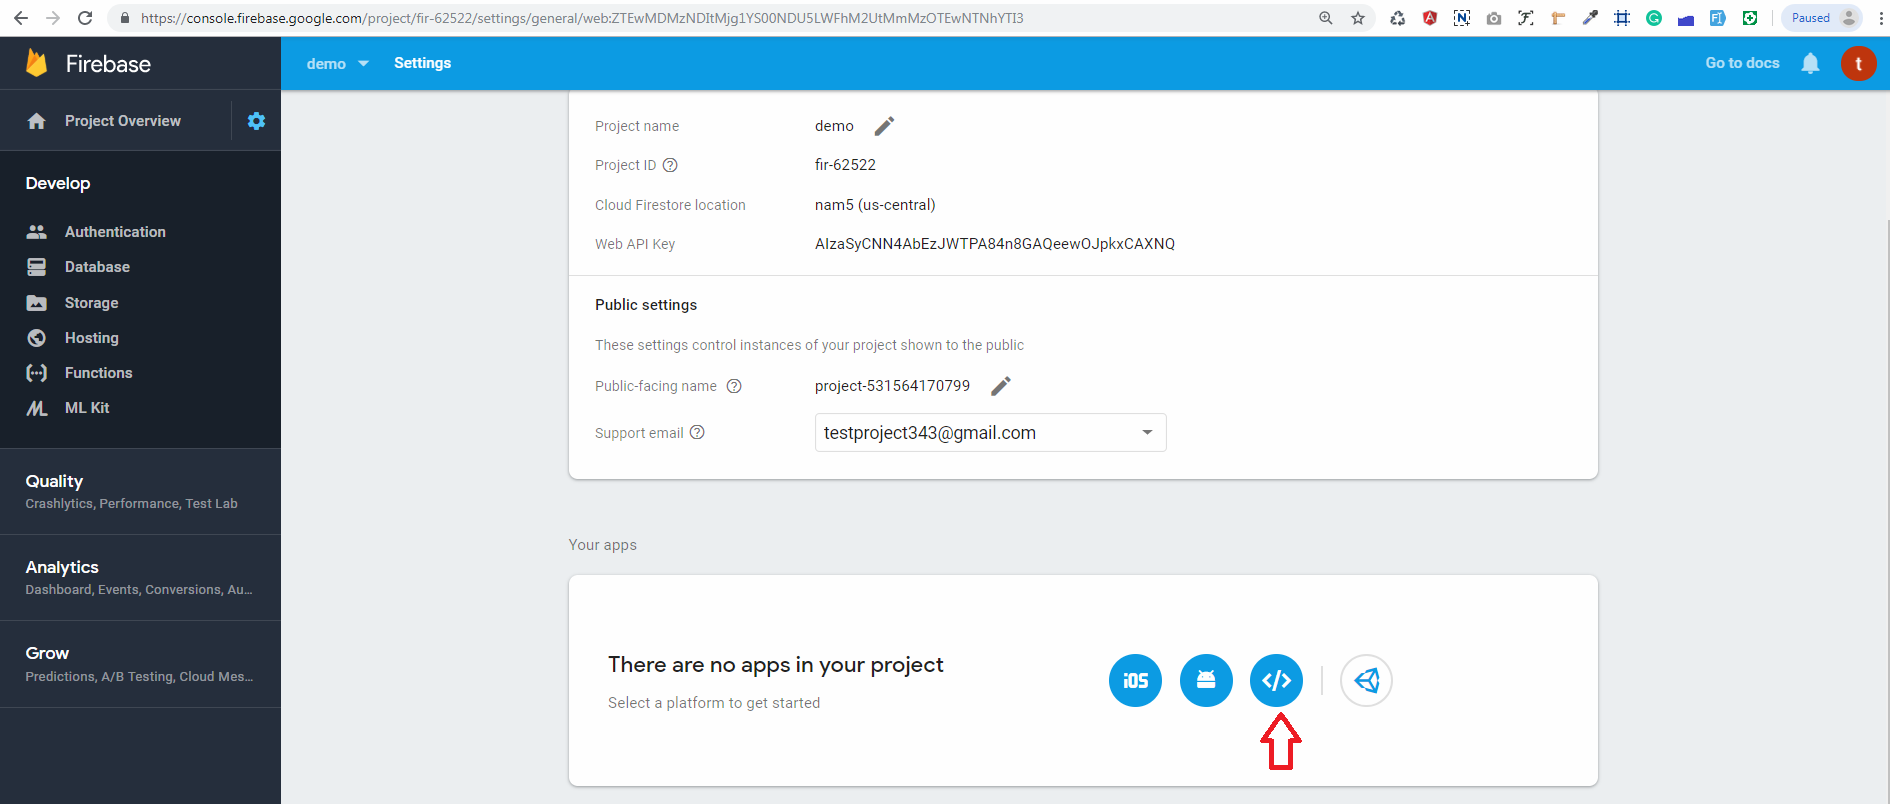 https://console.firebase.google.com/project/fir-62522/settings/general/web:ZTEwMDMzNDItMjg1YS00NDU5LWFhM2UtMmMzOTEwNTNhYTI3
Paused
Firebase
demo Settings
Go to docs
t
Project Overview
Project name demo
Project ID fir-62522
Cloud Firestore location nam5 (us-central)
Web API Key AIzaSyCNN4AbEzJWTPA84n8GAQeewOJpkxCAXNQ
Develop
Authentication
Database
Storage
Hosting
Functions
ML Kit
Public settings
These settings control instances of your project shown to the public
Public-facing name project-531564170799
Support email testproject343@gmail.com
Quality
Crashlytics, Performance, Test Lab
Analytics
Dashboard, Events, Conversions, Au...
Grow
Predictions, A/B Testing, Cloud Mes...
Your apps
There are no apps in your project
Select a platform to get started
iOS